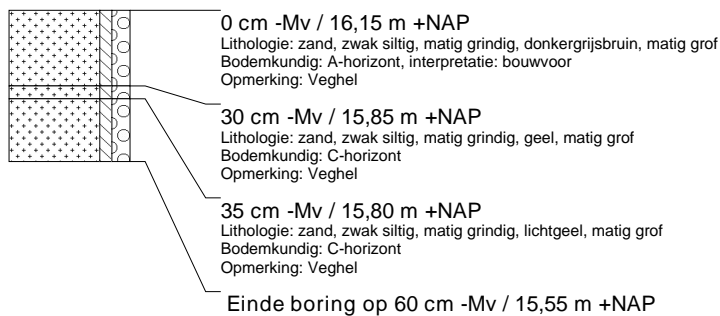 0 cm -Mv / 16,15 m +NAP
Lithologie: zand, zwak siltig, matig grindig, donkergrijsbruin, matig grof
Bodemkundig: A-horizont, interpretatie: bouwvoor
Opmerking: Veghel
30 cm -Mv / 15,85 m +NAP
Lithologie: zand, zwak siltig, matig grindig, geel, matig grof
Bodemkundig: C-horizont
Opmerking: Veghel
35 cm -Mv / 15,80 m +NAP
Lithologie: zand, zwak siltig, matig grindig, lichtgeel, matig grof
Bodemkundig: C-horizont
Opmerking: Veghel
Einde boring op 60 cm -Mv / 15,55 m +NAP